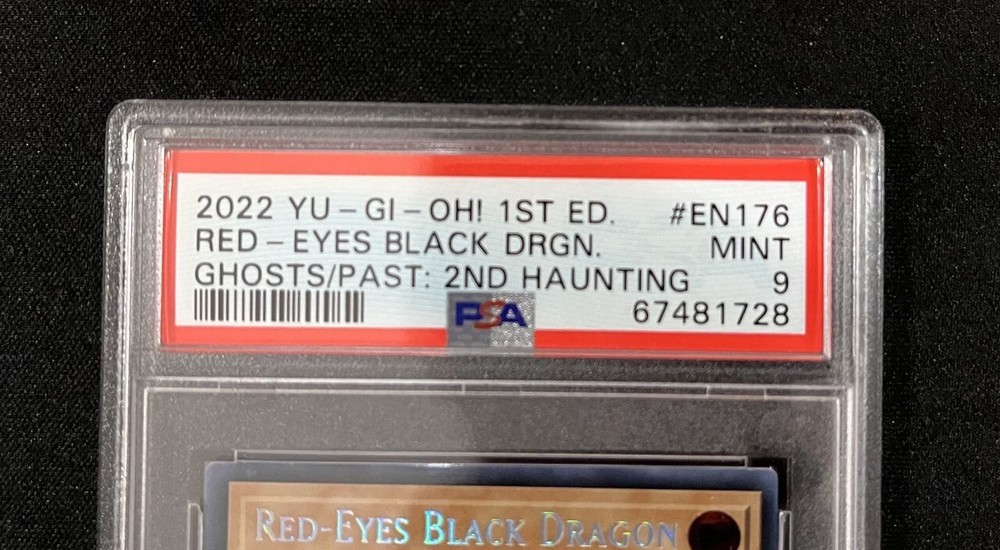 2022 YU-GI-OH! 1ST ED. #EN176
RED-EYES BLACK DRGN. MINT
GHOSTS/PAST: 2ND HAUNTING 9
PSA 67481728
RED-EYES BLACK DRAGON